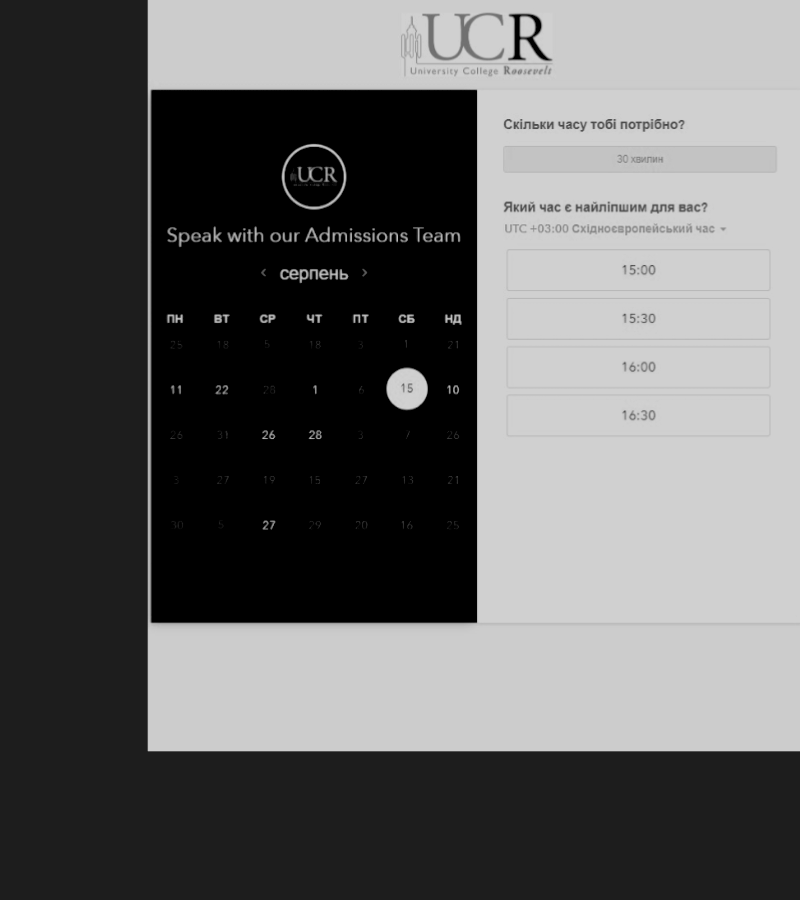 UCR
University College Roosevelt
UCR
Speak with our Admissions Team
‹ серпень ›
ПН ВТ СР ЧТ ПТ СБ НД
25 18 5 18 3 1 21
11 22 28 1 6 15 10
26 31 26 28 3 7 26
3 27 19 15 27 13 21
30 5 27 29 20 16 25
Скільки часу тобі потрібно?
30 хвилин
Який час є найліпшим для вас?
UTC +03:00 Східноєвропейський час
15:00
15:30
16:00
16:30